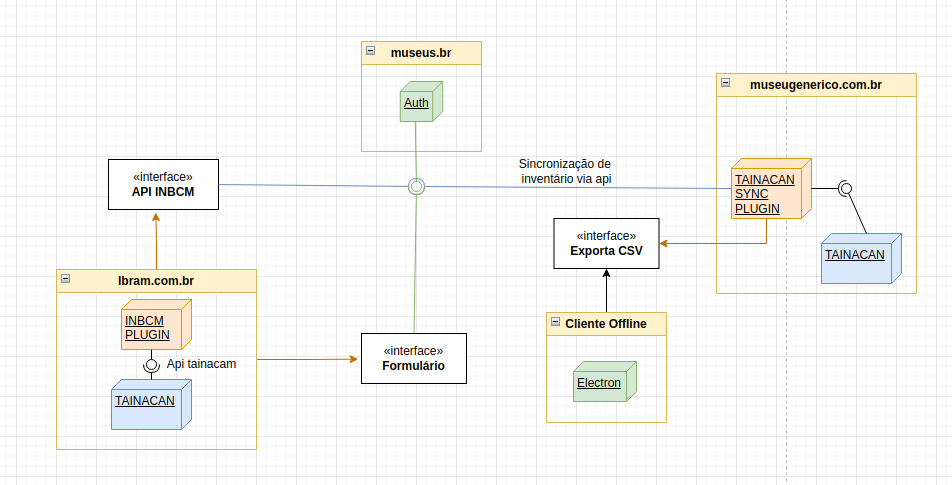 museus.br
Auth
museugenerico.com.br
«interface»
API INBCM
Sincronização de
inventário via api
TAINACAN
SYNC
PLUGIN
«interface»
Exporta CSV
TAINACAN
Ibram.com.br
INBCM
PLUGIN
Api tainacam
TAINACAN
«interface»
Formulário
Cliente Offline
Electron